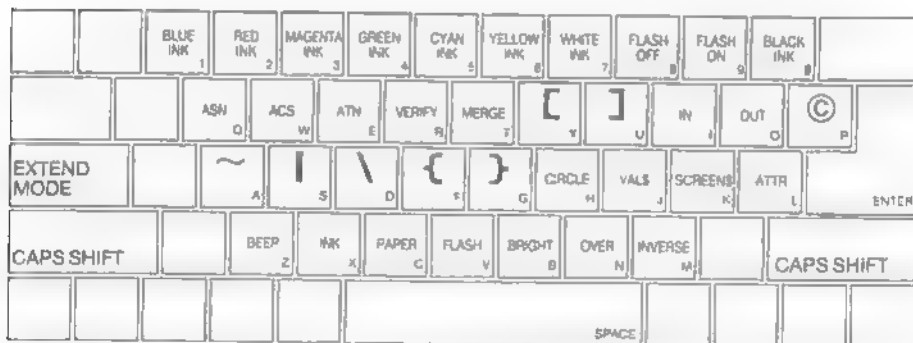 BLUE INK 1
RED INK 2
MAGENTA INK 3
GREEN INK 4
CYAN INK 5
YELLOW INK 6
WHITE INK 7
FLASH OFF 8
FLASH ON 9
BLACK INK
ASN Q
ACS W
ATN E
VERIFY R
MERGE T
[ Y
] U
IN I
OUT O
© P
EXTEND MODE
~ A
| S
\ D
{ F
} G
CIRCLE H
VAL$ J
SCREEN$ K
ATTR L
ENTER
CAPS SHIFT
BEEP Z
INK X
PAPER C
FLASH V
BRIGHT B
OVER N
INVERSE M
CAPS SHIFT
SPACE